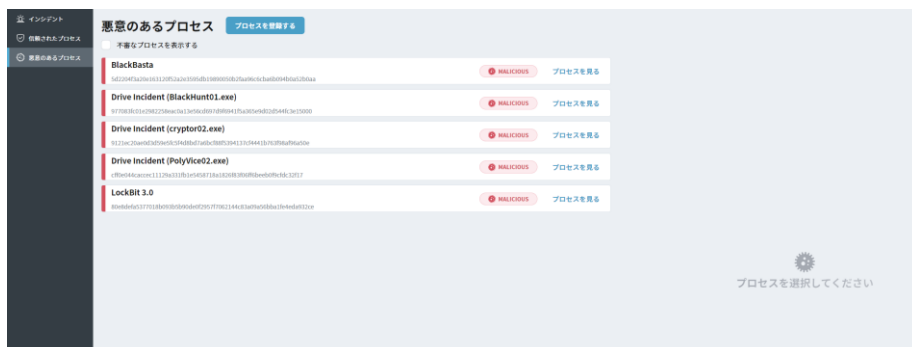 インシデント
信頼されたプロセス
悪意のあるプロセス
悪意のあるプロセス
プロセスを登録する
不審なプロセスを表示する
BlackBasta
MALICIOUS
プロセスを見る
Drive Incident (BlackHunt01.exe)
MALICIOUS
プロセスを見る
Drive Incident (cryptor02.exe)
MALICIOUS
プロセスを見る
Drive Incident (PolyVice02.exe)
MALICIOUS
プロセスを見る
LockBit 3.0
MALICIOUS
プロセスを見る
プロセスを選択してください